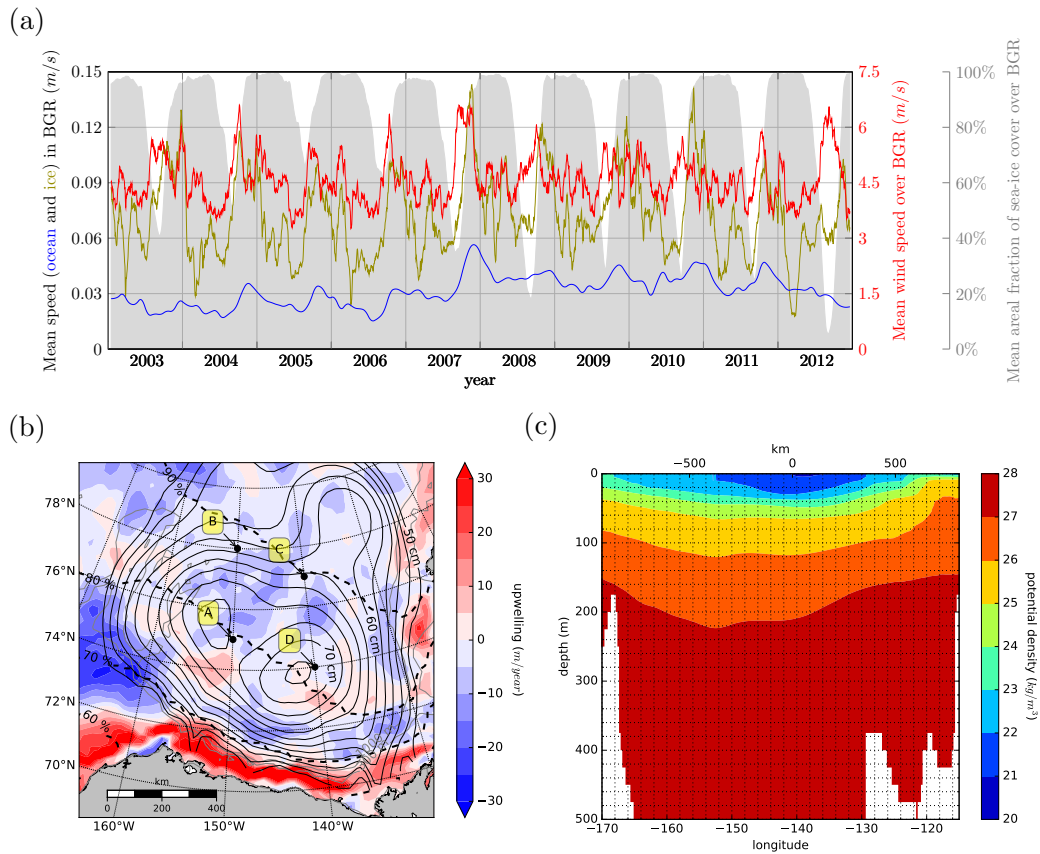 (a)
Mean speed (ocean and ice) in BGR (m/s)
0.15
0.12
0.09
0.06
0.03
0
2003 2004 2005 2006 2007 2008 2009 2010 2011 2012
year
7.5
6
4.5
3
1.5
0
Mean wind speed over BGR (m/s)
100%
80%
60%
40%
20%
0%
Mean areal fraction of sea-ice cover over BGR
(b)
78°N
76°N
74°N
72°N
70°N
160°W 150°W 140°W
90 %
80 %
70 %
60 %
50 cm
60 cm
70 cm
B
C
A
D
km
0 200 400
30
20
10
0
−10
−20
−30
upwelling (m/year)
(c)
km
−500 0 500
0
100
200
300
400
500
depth (m)
−170 −160 −150 −140 −130 −120
longitude
28
27
26
25
24
23
22
21
20
potential density (kg/m³)